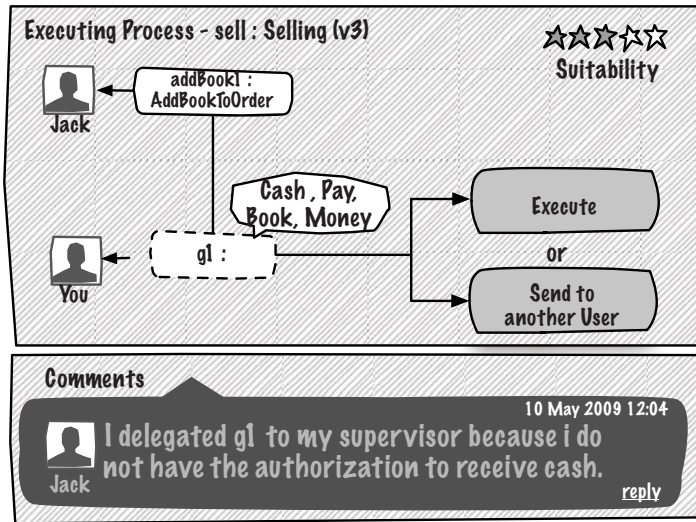 Executing Process - sell : Selling (v3)
Suitability
addBook1 :
AddBookToOrder
Jack
Cash , Pay,
Book, Money
Execute
g1 :
or
You
Send to
another User
Comments
10 May 2009 12:04
I delegated g1 to my supervisor because i do
not have the authorization to receive cash.
Jack
reply